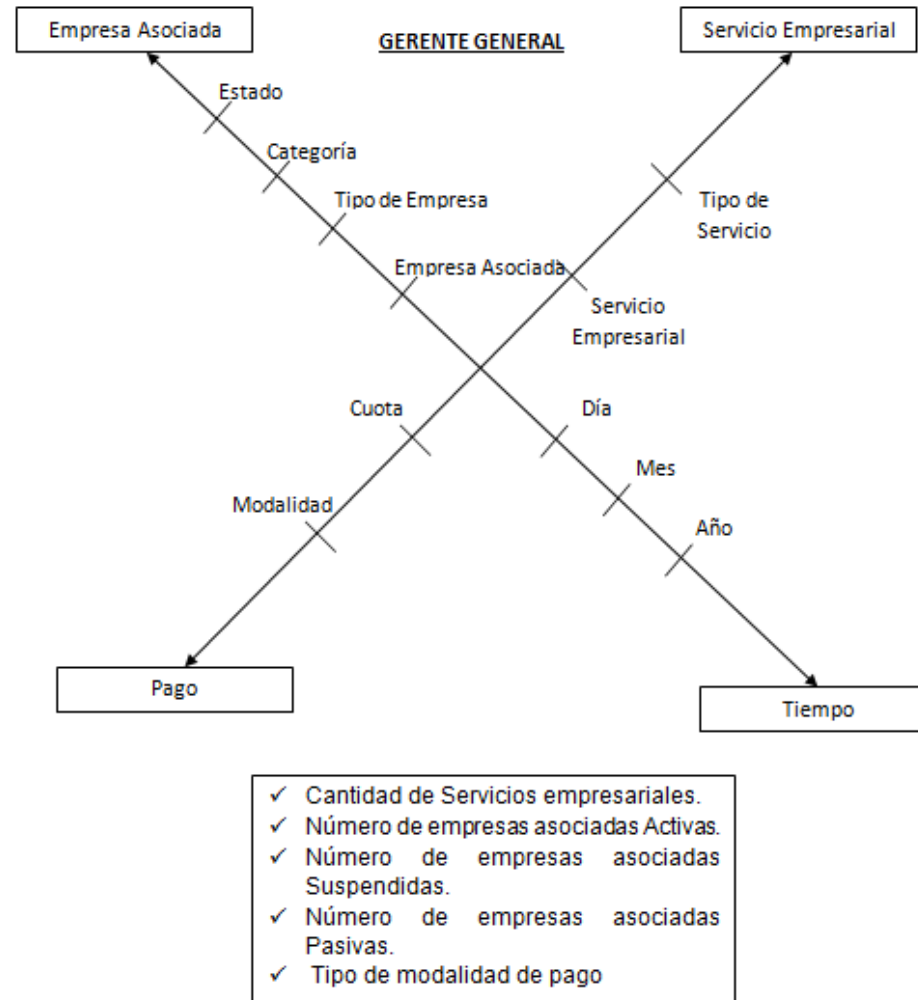 Empresa Asociada
GERENTE GENERAL
Servicio Empresarial
Estado
Categoría
Tipo de Empresa
Tipo de
Servicio
Empresa Asociada
Servicio
Empresarial
Cuota
Día
Mes
Modalidad
Año
Pago
Tiempo
✓ Cantidad de Servicios empresariales.
✓ Número de empresas asociadas Activas.
✓ Número de empresas asociadas
Suspendidas.
✓ Número de empresas asociadas
Pasivas.
✓ Tipo de modalidad de pago